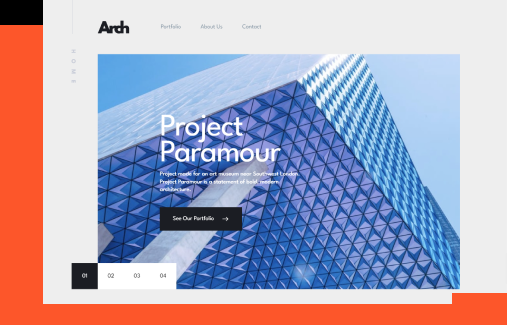 Arch
Portfolio
About Us
Contact
HOME
Project
Paramour
Project made for an art museum near Southwest London.
Project Paramour is a statement of bold, modern
architecture.
See Our Portfolio →
01
02
03
04